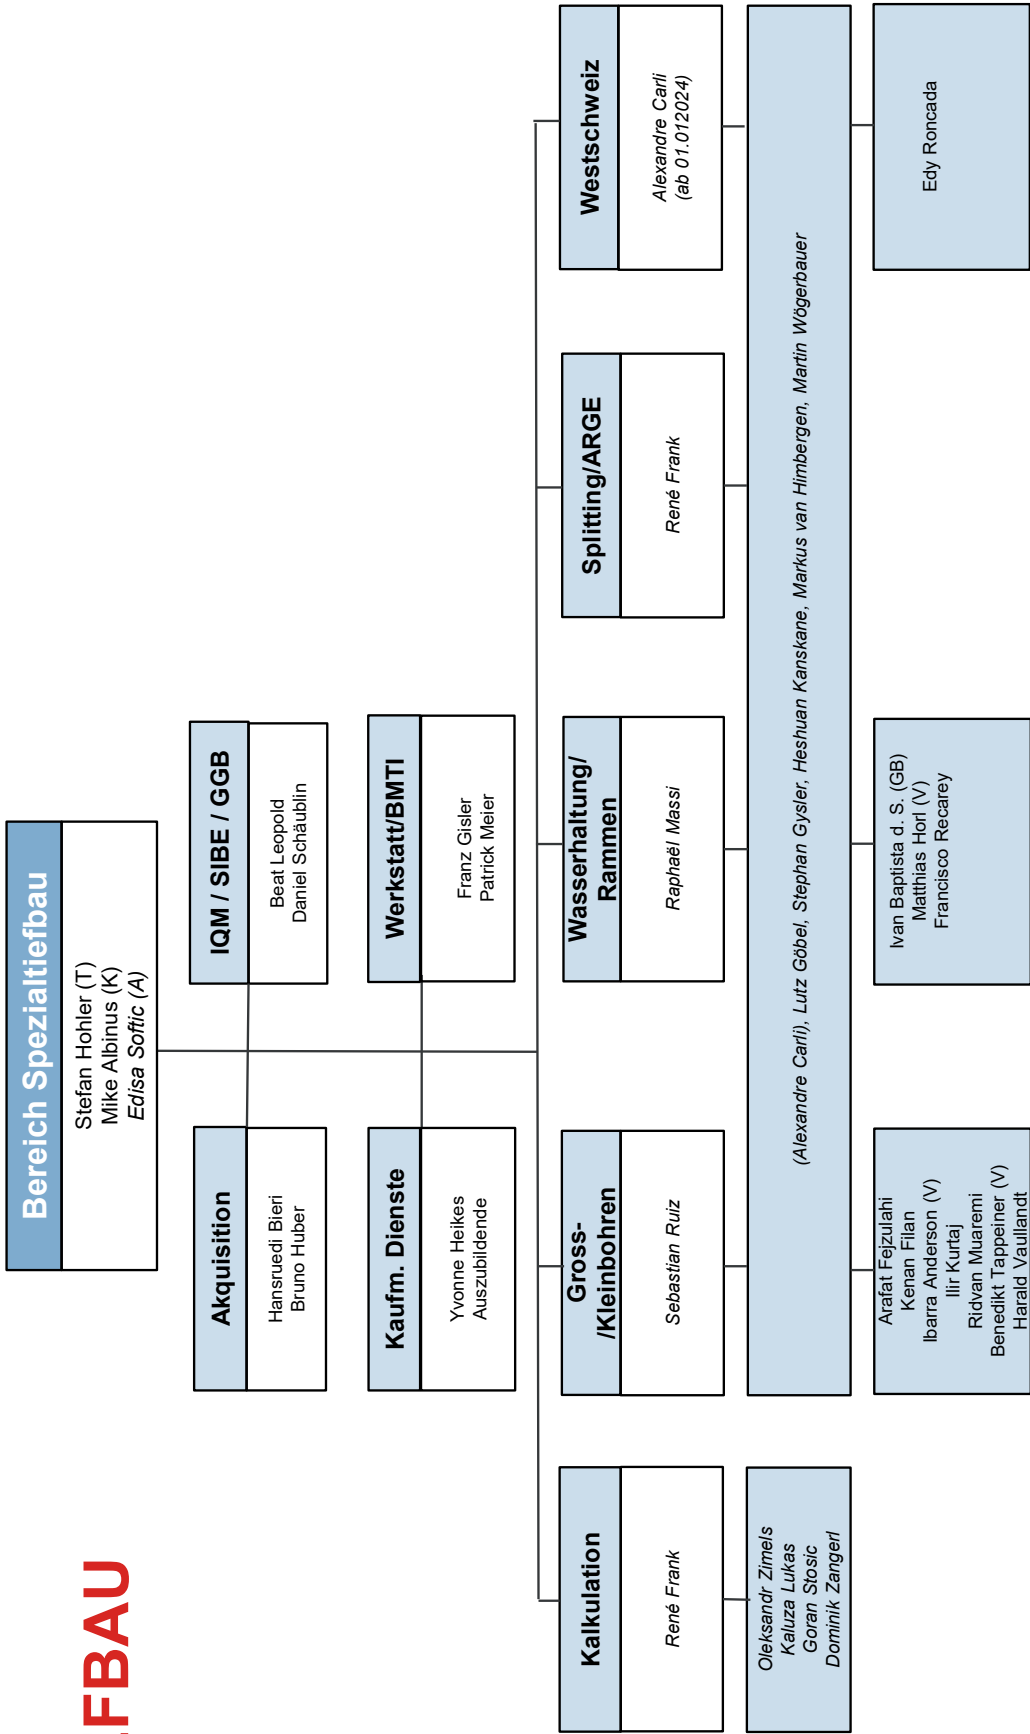 .FBAU
Bereich Spezialtiefbau
Stefan Hohler (T)
Mike Albinus (K)
Edisa Softic (A)
Akquisition
Hansruedi Bieri
Bruno Huber
IQM / SIBE / GGB
Beat Leopold
Daniel Schäublin
Kaufm. Dienste
Yvonne Heikes
Auszubildende
Werkstatt/BMTI
Franz Gisler
Patrick Meier
Kalkulation
René Frank
Gross-
/Kleinbohren
Sebastian Ruiz
Wasserhaltung/
Rammen
Raphaël Massi
Splitting/ARGE
René Frank
Westschweiz
Alexandre Carli
(ab 01.012024)
Oleksandr Zimels
Kaluza Lukas
Goran Stosic
Dominik Zangerl
(Alexandre Carli), Lutz Göbel, Stephan Gysler, Heshuan Kanskane, Markus van Himbergen, Martin Wögerbauer
Arafat Fejzulahi
Kenan Filan
Ibarra Anderson (V)
Ilir Kurtaj
Ridvan Muaremi
Benedikt Tappeiner (V)
Harald Vaullandt
Ivan Baptista d. S. (GB)
Matthias Horl (V)
Francisco Recarey
Edy Roncada